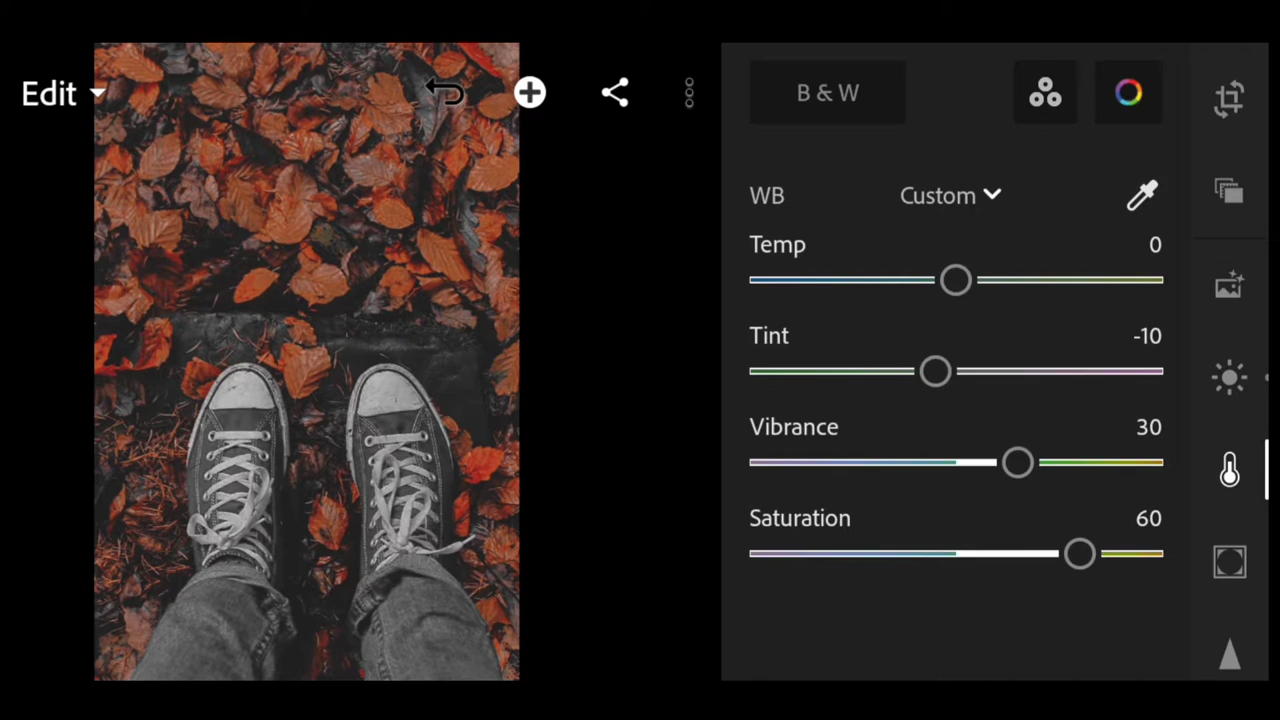 Edit
B & W
WB Custom
Temp 0
Tint -10
Vibrance 30
Saturation 60